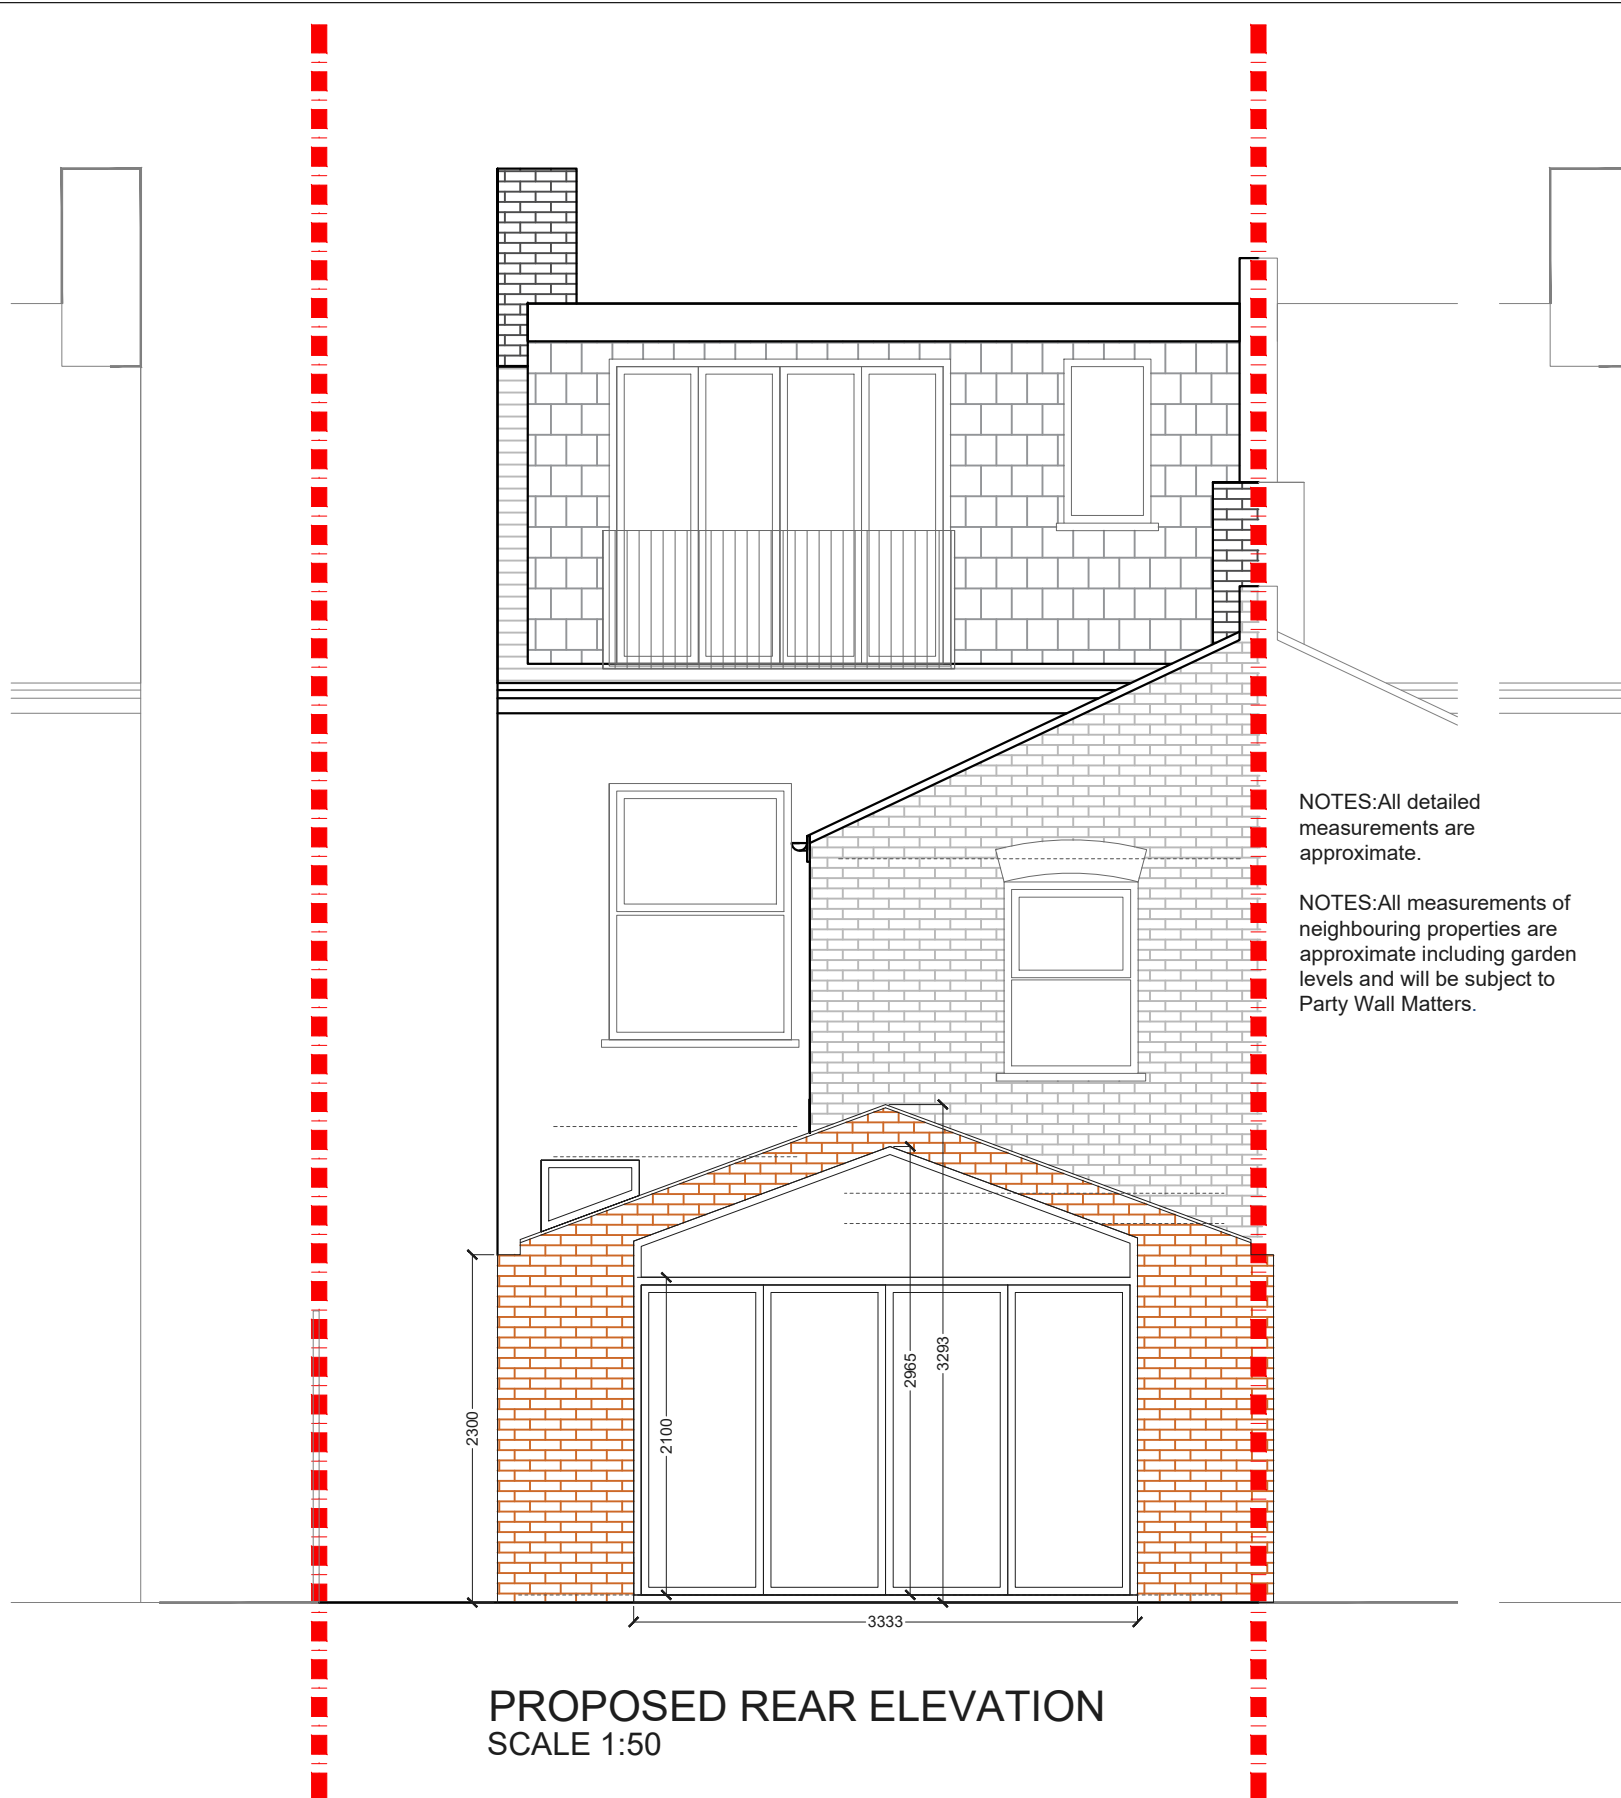 NOTES:All detailed
measurements are
approximate.
NOTES:All measurements of
neighbouring properties are
approximate including garden
levels and will be subject to
Party Wall Matters.
3293
2965
2300
2100
3333
PROPOSED REAR ELEVATION
SCALE 1:50